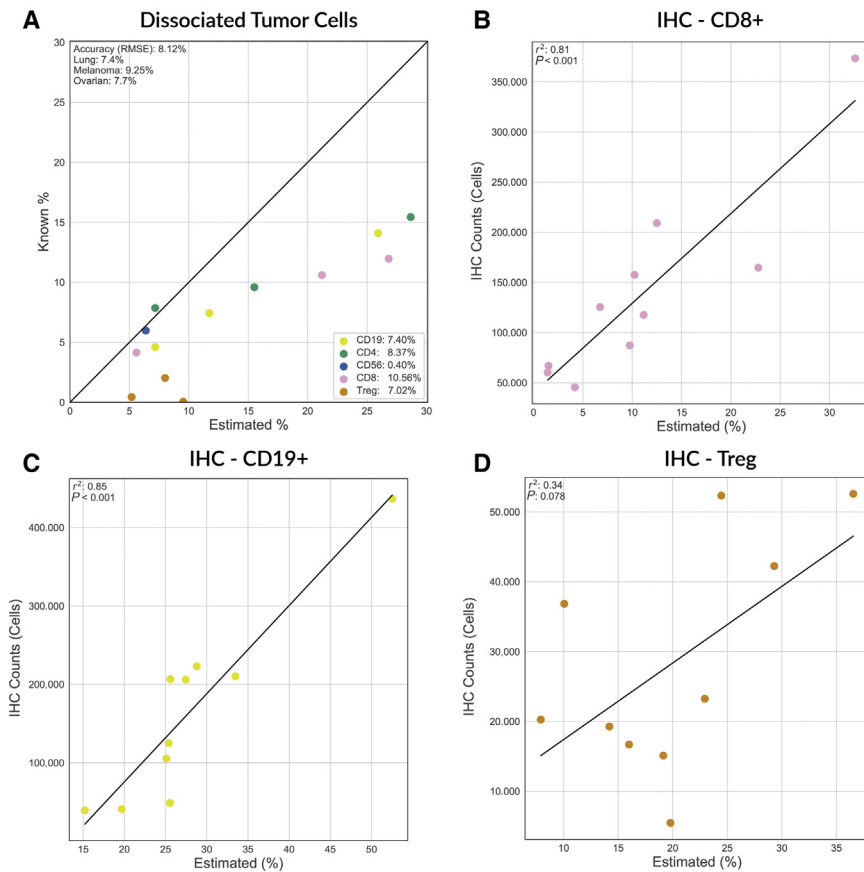 A
Dissociated Tumor Cells
Accuracy (RMSE): 8.12%
Lung: 7.4%
Melanoma: 9.25%
Ovarian: 7.7%
30
25
20
15
10
5
0
Known %
CD19: 7.40%
CD4: 8.37%
CD56: 0.40%
CD8: 10.56%
Treg: 7.02%
0 5 10 15 20 25 30
Estimated %
B
IHC - CD8+
r²: 0.81
P < 0.001
350.000
300.000
250.000
200.000
150.000
100.000
50.000
IHC Counts (Cells)
0 5 10 15 20 25 30
Estimated (%)
C
IHC - CD19+
r²: 0.85
P < 0.001
400.000
300.000
200.000
100.000
IHC Counts (Cells)
15 20 25 30 35 40 45 50
Estimated (%)
D
IHC - Treg
r²: 0.34
P: 0.078
50.000
40.000
30.000
20.000
10.000
IHC Counts (Cells)
10 15 20 25 30 35
Estimated (%)